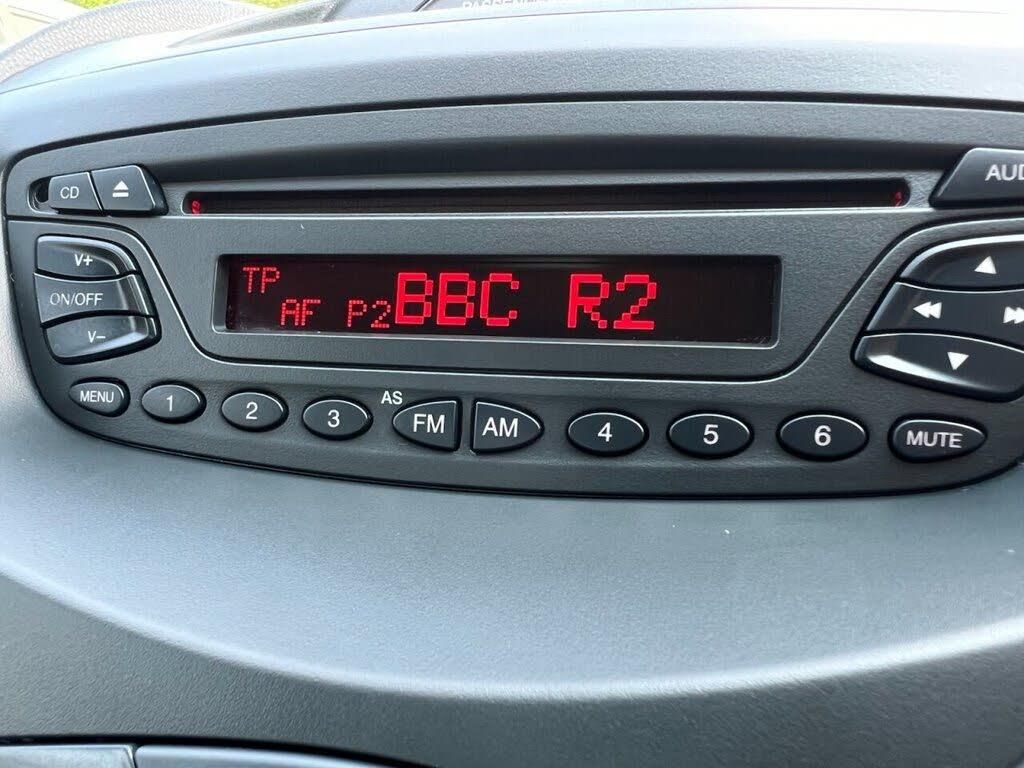 CD
V+
ON/OFF
V-
TP
AF P2 BBC R2
MENU 1 2 3 AS FM AM 4 5 6 MUTE